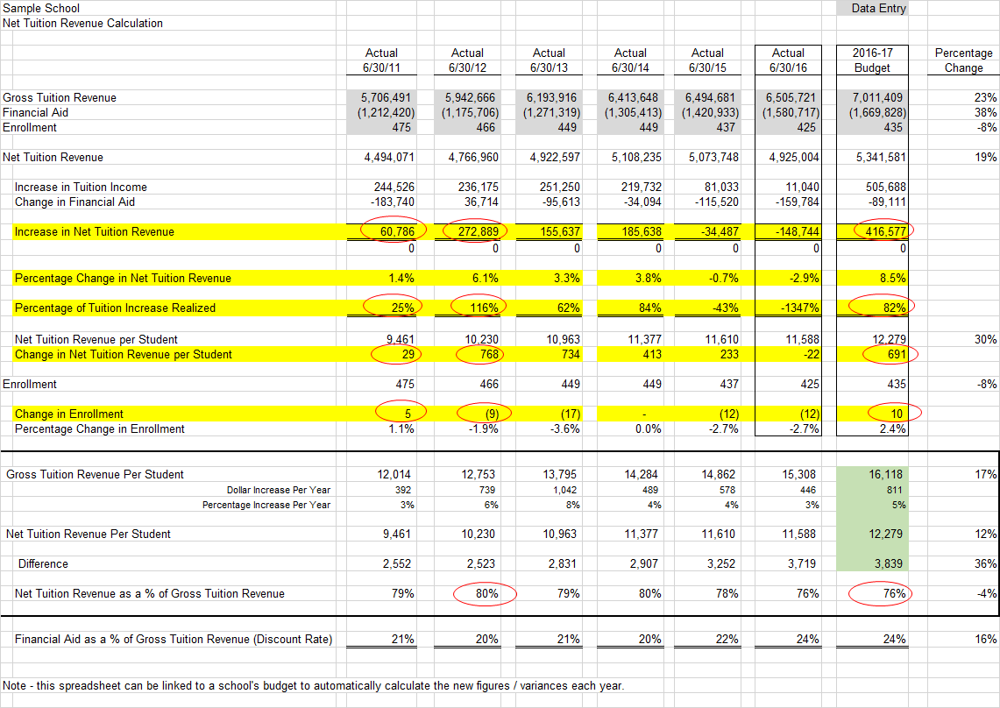 Sample School Data Entry
Net Tuition Revenue Calculation
Actual Actual Actual Actual Actual Actual 2016-17 Percentage
6/30/11 6/30/12 6/30/13 6/30/14 6/30/15 6/30/16 Budget Change
Gross Tuition Revenue 5,706,491 5,942,666 6,193,916 6,413,648 6,494,681 6,505,721 7,011,409 23%
Financial Aid (1,212,420) (1,175,706) (1,271,319) (1,305,413) (1,420,933) (1,580,717) (1,669,828) 38%
Enrollment 475 466 449 449 437 425 435 -8%
Net Tuition Revenue 4,494,071 4,766,960 4,922,597 5,108,235 5,073,748 4,925,004 5,341,581 19%
Increase in Tuition Income 244,526 236,175 251,250 219,732 81,033 11,040 505,688
Change in Financial Aid -183,740 36,714 -95,613 -34,094 -115,520 -159,784 -89,111
Increase in Net Tuition Revenue 60,786 272,889 155,637 185,638 -34,487 -148,744 416,577
0 0 0 0 0 0 0
Percentage Change in Net Tuition Revenue 1.4% 6.1% 3.3% 3.8% -0.7% -2.9% 8.5%
Percentage of Tuition Increase Realized 25% 116% 62% 84% -43% -1347% 82%
Net Tuition Revenue per Student 9,461 10,230 10,963 11,377 11,610 11,588 12,279 30%
Change in Net Tuition Revenue per Student 29 768 734 413 233 -22 691
Enrollment 475 466 449 449 437 425 435 -8%
Change in Enrollment 5 (9) (17) - (12) (12) 10
Percentage Change in Enrollment 1.1% -1.9% -3.6% 0.0% -2.7% -2.7% 2.4%
Gross Tuition Revenue Per Student 12,014 12,753 13,795 14,284 14,862 15,308 16,118 17%
Dollar Increase Per Year 392 739 1,042 489 578 446 811
Percentage Increase Per Year 3% 6% 8% 4% 4% 3% 5%
Net Tuition Revenue Per Student 9,461 10,230 10,963 11,377 11,610 11,588 12,279 12%
Difference 2,552 2,523 2,831 2,907 3,252 3,719 3,839 36%
Net Tuition Revenue as a % of Gross Tuition Revenue 79% 80% 79% 80% 78% 76% 76% -4%
Financial Aid as a % of Gross Tuition Revenue (Discount Rate) 21% 20% 21% 20% 22% 24% 24% 16%
Note - this spreadsheet can be linked to a school's budget to automatically calculate the new figures / variances each year.